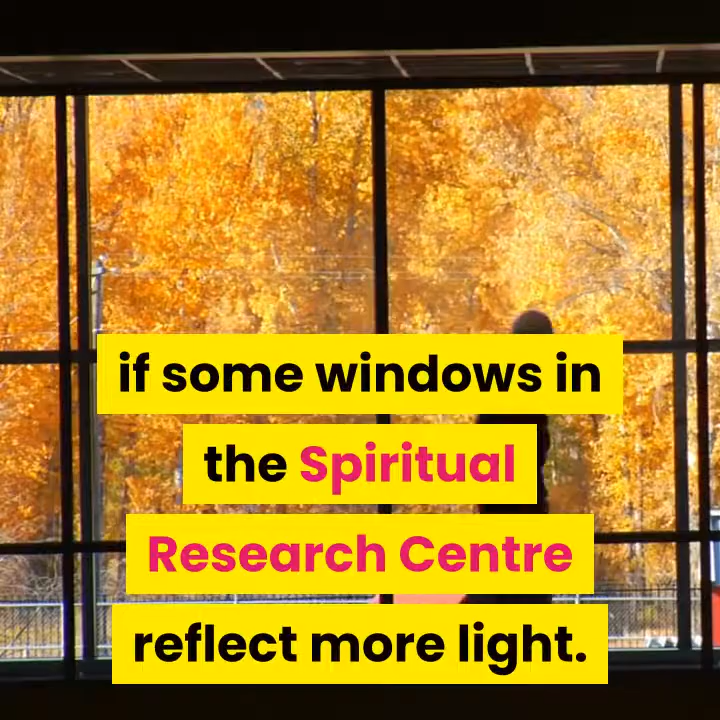 if some windows in
the Spiritual
Research Centre
reflect more light.